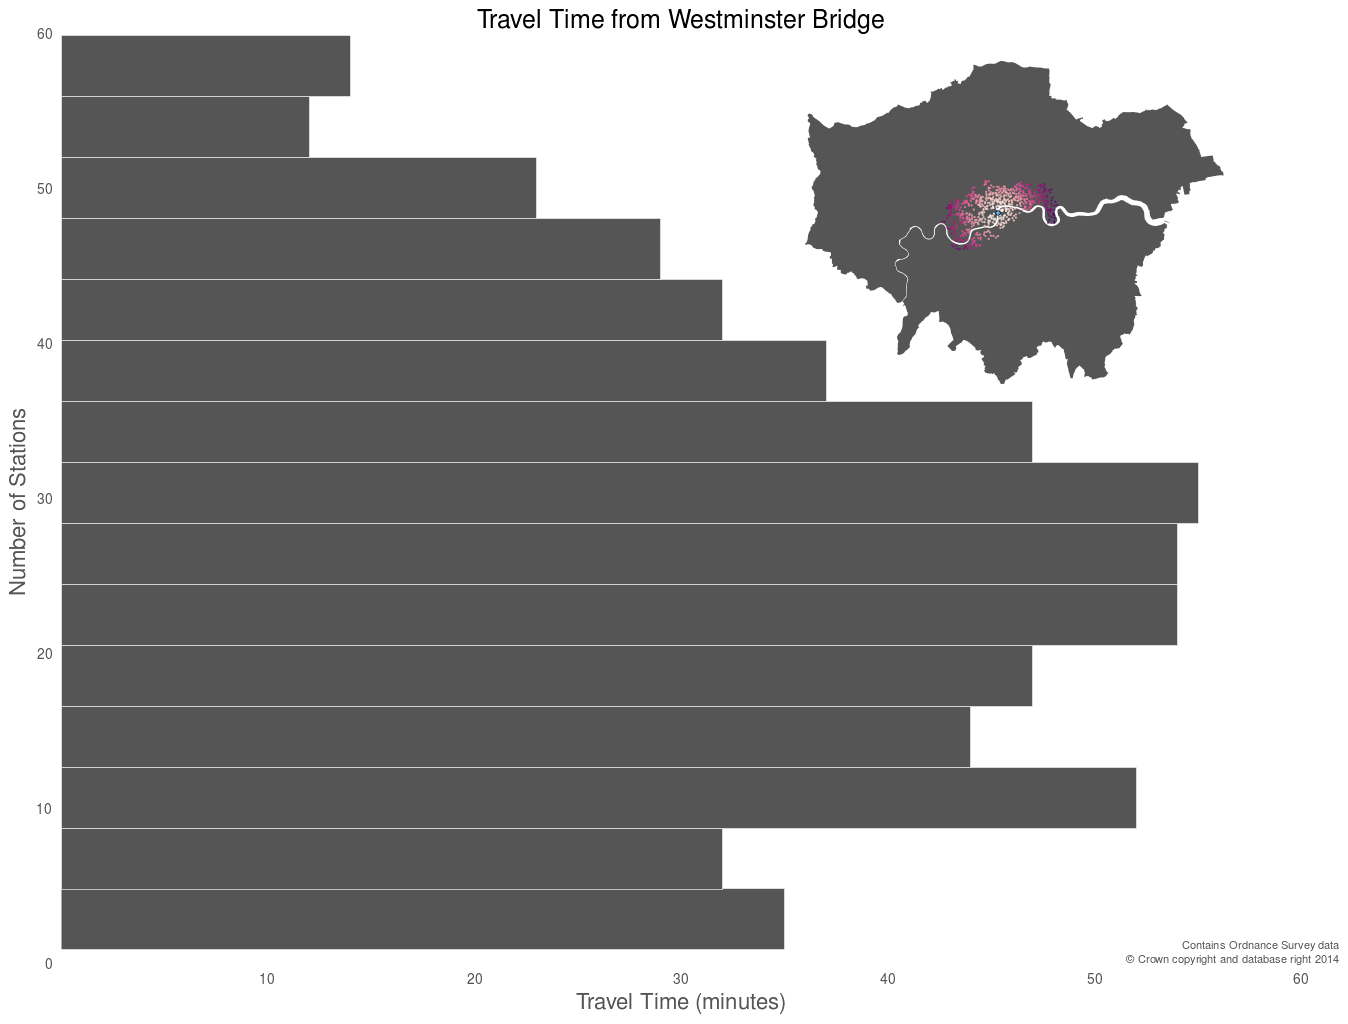 Travel Time from Westminster Bridge
60
50
40
30
20
10
0
Number of Stations
10
20
30
40
50
60
Travel Time (minutes)
Contains Ordnance Survey data
© Crown copyright and database right 2014